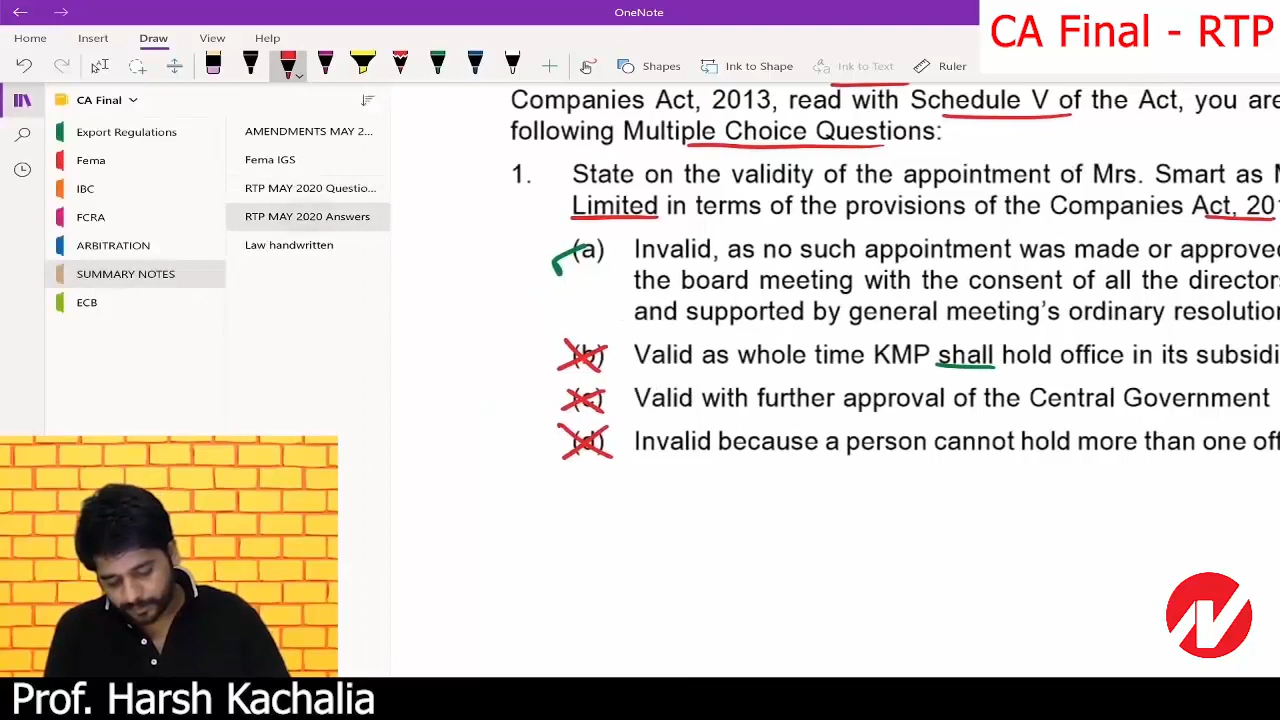 OneNote
CA Final - RTP
Home Insert Draw View Help
Shapes Ink to Shape Ink to Text Ruler
CA Final
Export Regulations
Fema
IBC
FCRA
ARBITRATION
SUMMARY NOTES
ECB
AMENDMENTS MAY 2...
Fema IGS
RTP MAY 2020 Questio...
RTP MAY 2020 Answers
Law handwritten
Companies Act, 2013, read with Schedule V of the Act, you are
following Multiple Choice Questions:
1. State on the validity of the appointment of Mrs. Smart as
Limited in terms of the provisions of the Companies Act, 20
(a) Invalid, as no such appointment was made or approved
the board meeting with the consent of all the directors
and supported by general meeting's ordinary resolution
(b) Valid as whole time KMP shall hold office in its subsidi
(c) Valid with further approval of the Central Government
(d) Invalid because a person cannot hold more than one off
Prof. Harsh Kachalia